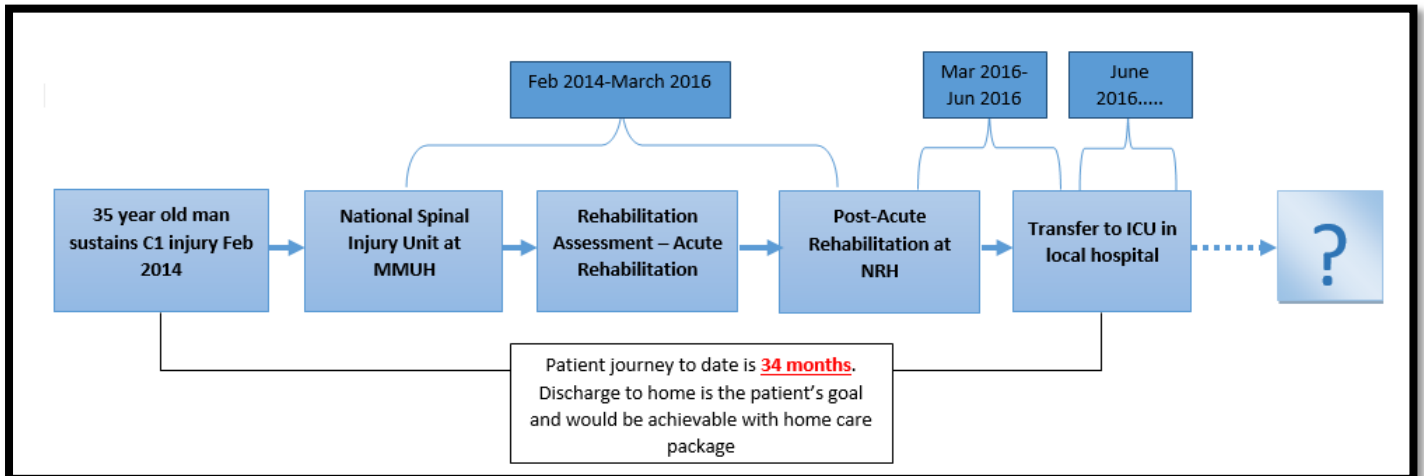 Feb 2014-March 2016
Mar 2016-
Jun 2016
June
2016.....
35 year old man
sustains C1 injury Feb
2014
National Spinal
Injury Unit at
MMUH
Rehabilitation
Assessment – Acute
Rehabilitation
Post-Acute
Rehabilitation at
NRH
Transfer to ICU in
local hospital
?
Patient journey to date is 34 months.
Discharge to home is the patient's goal
and would be achievable with home care
package